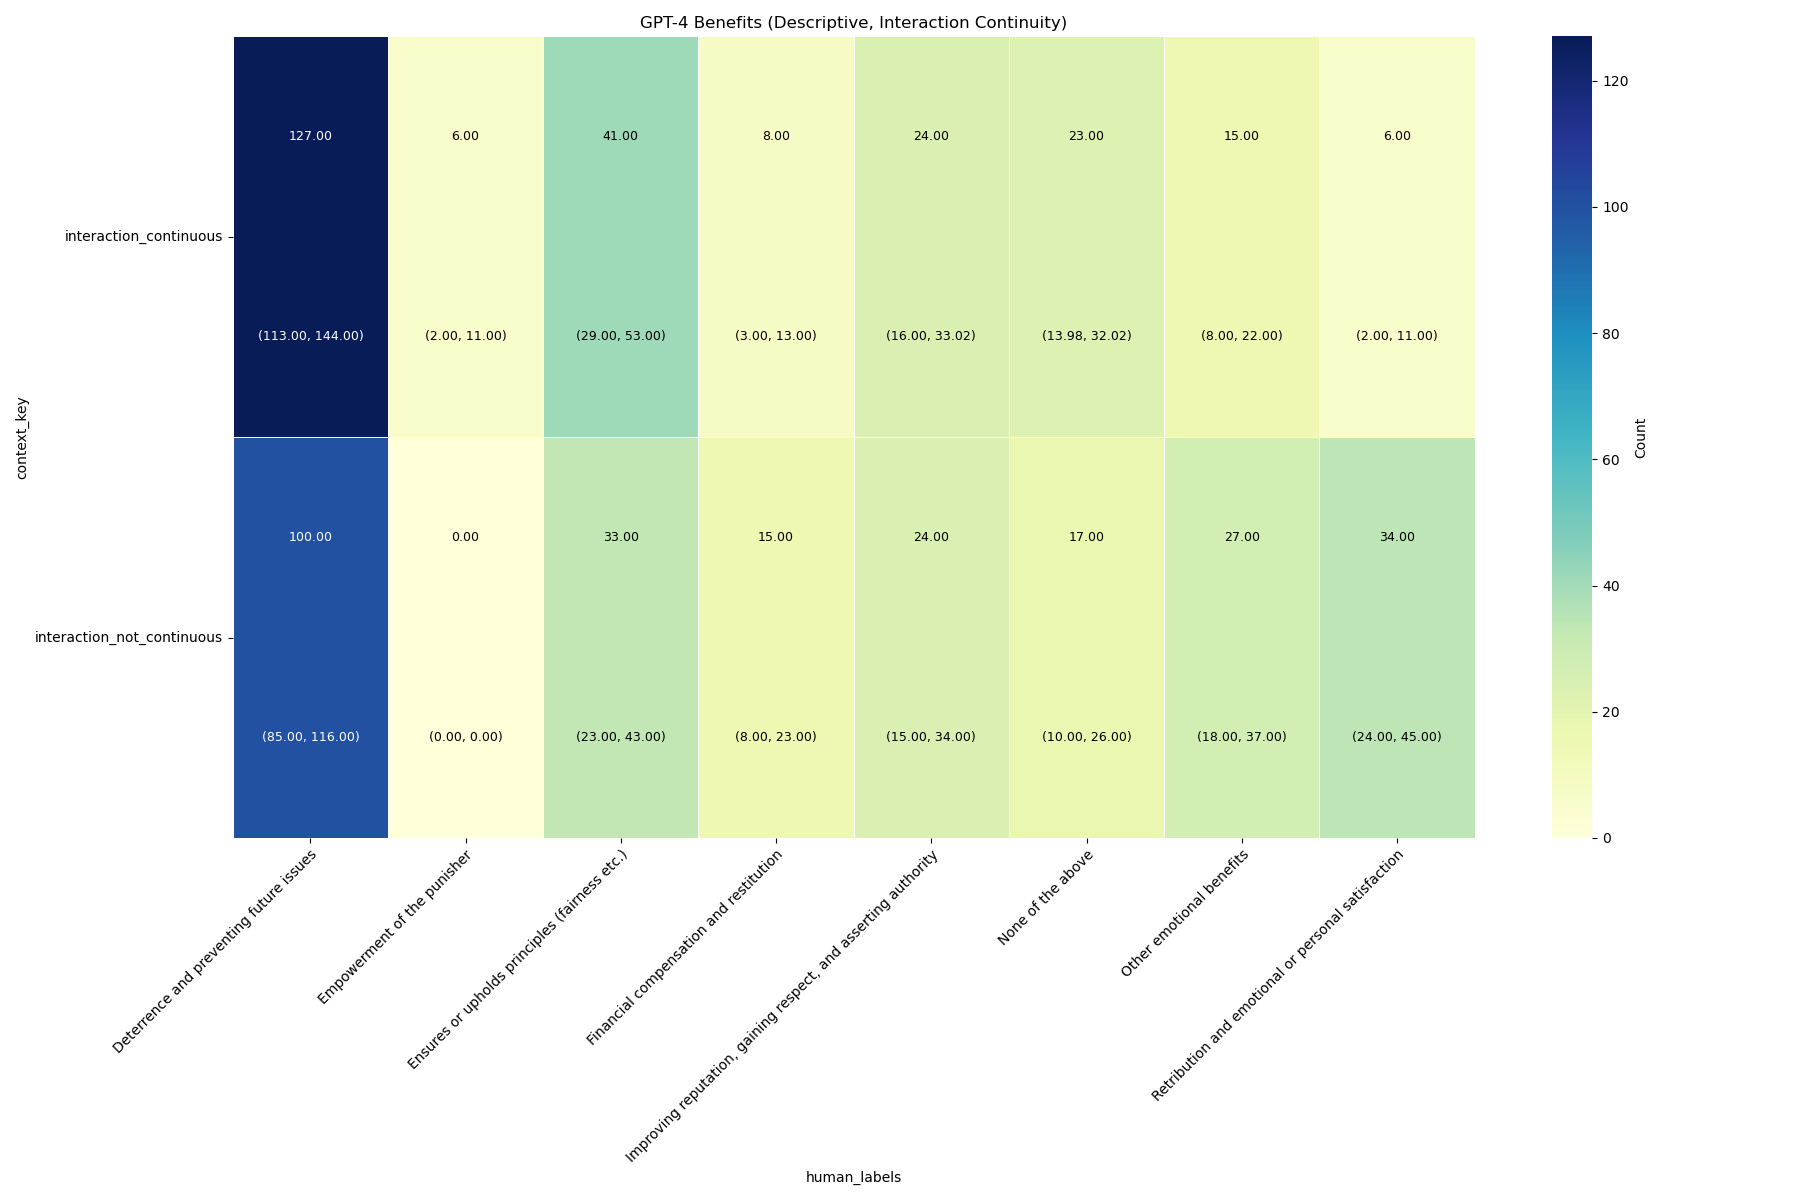 GPT-4 Benefits (Descriptive, Interaction Continuity)
127.00 6.00 41.00 8.00 24.00 23.00 15.00 6.00
interaction_continuous
(113.00, 144.00) (2.00, 11.00) (29.00, 53.00) (3.00, 13.00) (16.00, 33.02) (13.98, 32.02) (8.00, 22.00) (2.00, 11.00)
context_key
100.00 0.00 33.00 15.00 24.00 17.00 27.00 34.00
interaction_not_continuous
(85.00, 116.00) (0.00, 0.00) (23.00, 43.00) (8.00, 23.00) (15.00, 34.00) (10.00, 26.00) (18.00, 37.00) (24.00, 45.00)
Deterrence and preventing future issues
Empowerment of the punisher
Ensures or upholds principles (fairness etc.)
Financial compensation and restitution
Improving reputation, gaining respect, and asserting authority
None of the above
Other emotional benefits
Retribution and emotional or personal satisfaction
human_labels
120
100
80
60
40
20
0
Count